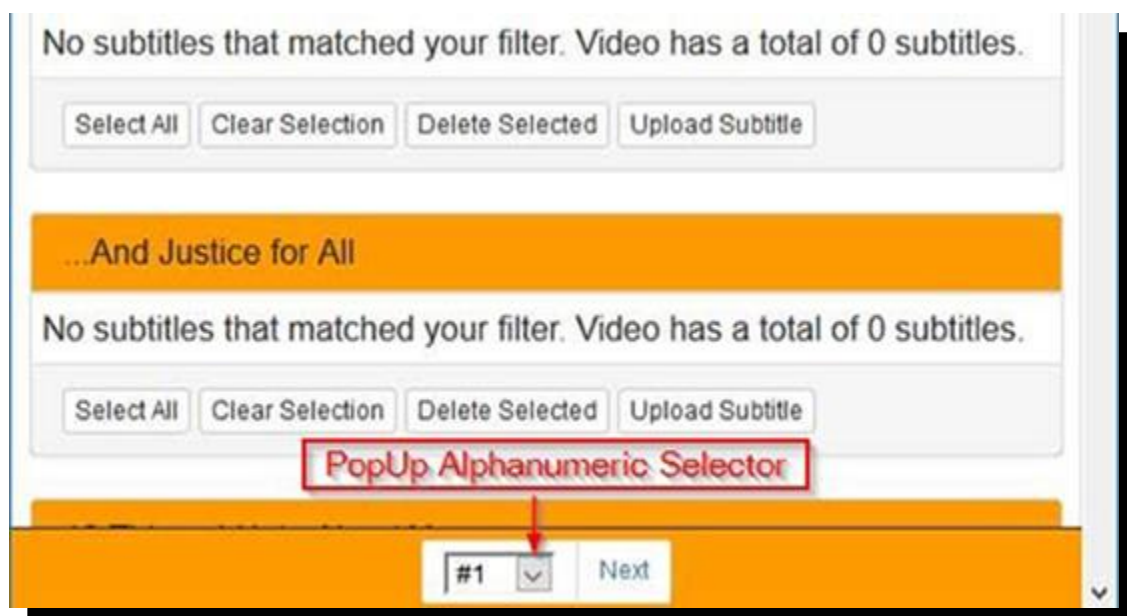 No subtitles that matched your filter. Video has a total of 0 subtitles.
Select All Clear Selection Delete Selected Upload Subtitle
...And Justice for All
No subtitles that matched your filter. Video has a total of 0 subtitles.
Select All Clear Selection Delete Selected Upload Subtitle
PopUp Alphanumeric Selector
#1 Next